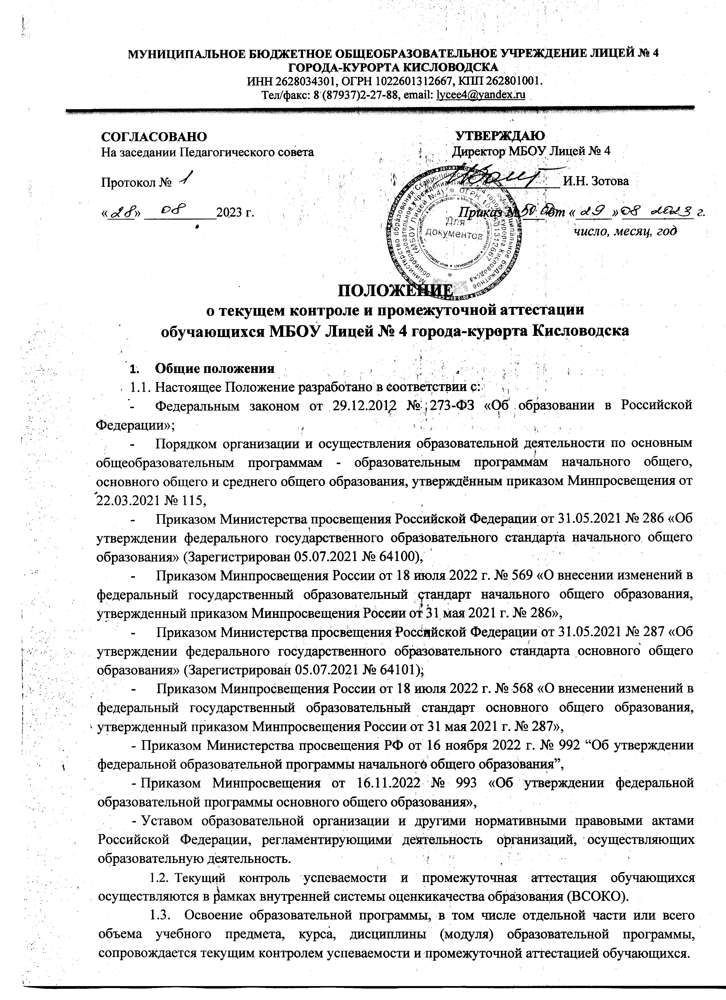 МУНИЦИПАЛЬНОЕ БЮДЖЕТНОЕ ОБЩЕОБРАЗОВАТЕЛЬНОЕ УЧРЕЖДЕНИЕ ЛИЦЕЙ № 4
ГОРОДА-КУРОРТА КИСЛОВОДСКА
ИНН 2628034301, ОГРН 1022601312667, КПП 262801001.
Тел/факс: 8 (87937)2-27-88, email: lycee4@yandex.ru
СОГЛАСОВАНО
На заседании Педагогического совета
Протокол № 1
«28» 08 2023 г.
УТВЕРЖДАЮ
Директор МБОУ Лицей № 4
И.Н. Зотова
Приказ № от «29» 08 2023 г.
число, месяц, год
Для
документов
ПОЛОЖЕНИЕ
о текущем контроле и промежуточной аттестации
обучающихся МБОУ Лицей № 4 города-курорта Кисловодска
1. Общие положения
1.1. Настоящее Положение разработано в соответствии с:
- Федеральным законом от 29.12.2012 № 273-ФЗ «Об образовании в Российской
Федерации»;
- Порядком организации и осуществления образовательной деятельности по основным
общеобразовательным программам - образовательным программам начального общего,
основного общего и среднего общего образования, утверждённым приказом Минпросвещения от
22.03.2021 № 115,
- Приказом Министерства просвещения Российской Федерации от 31.05.2021 № 286 «Об
утверждении федерального государственного образовательного стандарта начального общего
образования» (Зарегистрирован 05.07.2021 № 64100),
- Приказом Минпросвещения России от 18 июля 2022 г. № 569 «О внесении изменений в
федеральный государственный образовательный стандарт начального общего образования,
утвержденный приказом Минпросвещения России от 31 мая 2021 г. № 286»,
- Приказом Министерства просвещения Российской Федерации от 31.05.2021 № 287 «Об
утверждении федерального государственного образовательного стандарта основного общего
образования» (Зарегистрирован 05.07.2021 № 64101),
- Приказом Минпросвещения России от 18 июля 2022 г. № 568 «О внесении изменений в
федеральный государственный образовательный стандарт основного общего образования,
утвержденный приказом Минпросвещения России от 31 мая 2021 г. № 287»,
- Приказом Министерства просвещения РФ от 16 ноября 2022 г. № 992 “Об утверждении
федеральной образовательной программы начального общего образования”,
- Приказом Минпросвещения от 16.11.2022 № 993 «Об утверждении федеральной
образовательной программы основного общего образования»,
- Уставом образовательной организации и другими нормативными правовыми актами
Российской Федерации, регламентирующими деятельность организаций, осуществляющих
образовательную деятельность.
1.2. Текущий контроль успеваемости и промежуточная аттестация обучающихся
осуществляются в рамках внутренней системы оценкикачества образования (ВСОКО).
1.3. Освоение образовательной программы, в том числе отдельной части или всего
объема учебного предмета, курса, дисциплины (модуля) образовательной программы,
сопровождается текущим контролем успеваемости и промежуточной аттестацией обучающихся.